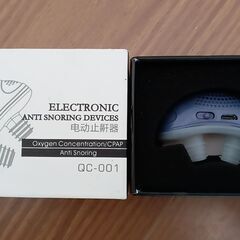 ELECTRONIC
ANTI SNORING DEVICES
电动止鼾器
Oxygen Concentration/CPAP
Anti Snoring
QC-001